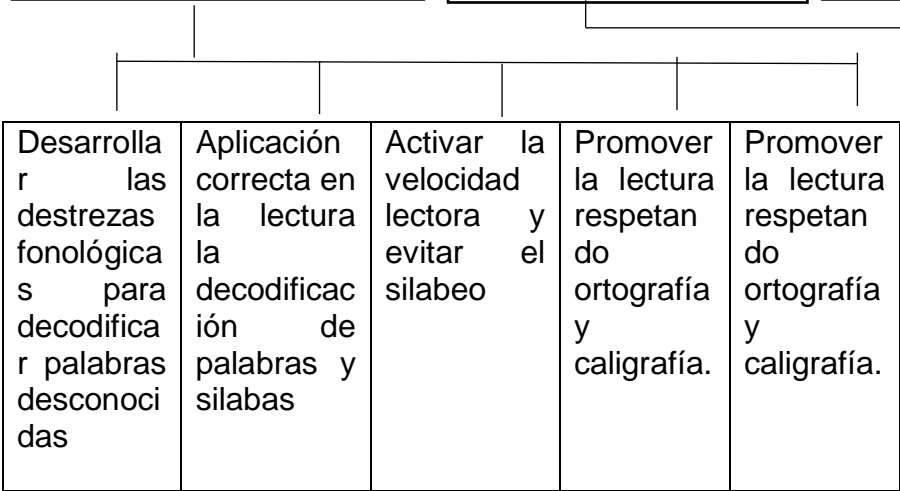 Desarrolla
r las
destrezas
fonológica
s para
decodifica
r palabras
desconoci
das
Aplicación
correcta en
la lectura
la
decodificac
ión de
palabras y
silabas
Activar la
velocidad
lectora y
evitar el
silabeo
Promover
la lectura
respetan
do
ortografía
y
caligrafía.
Promover
la lectura
respetan
do
ortografía
y
caligrafía.